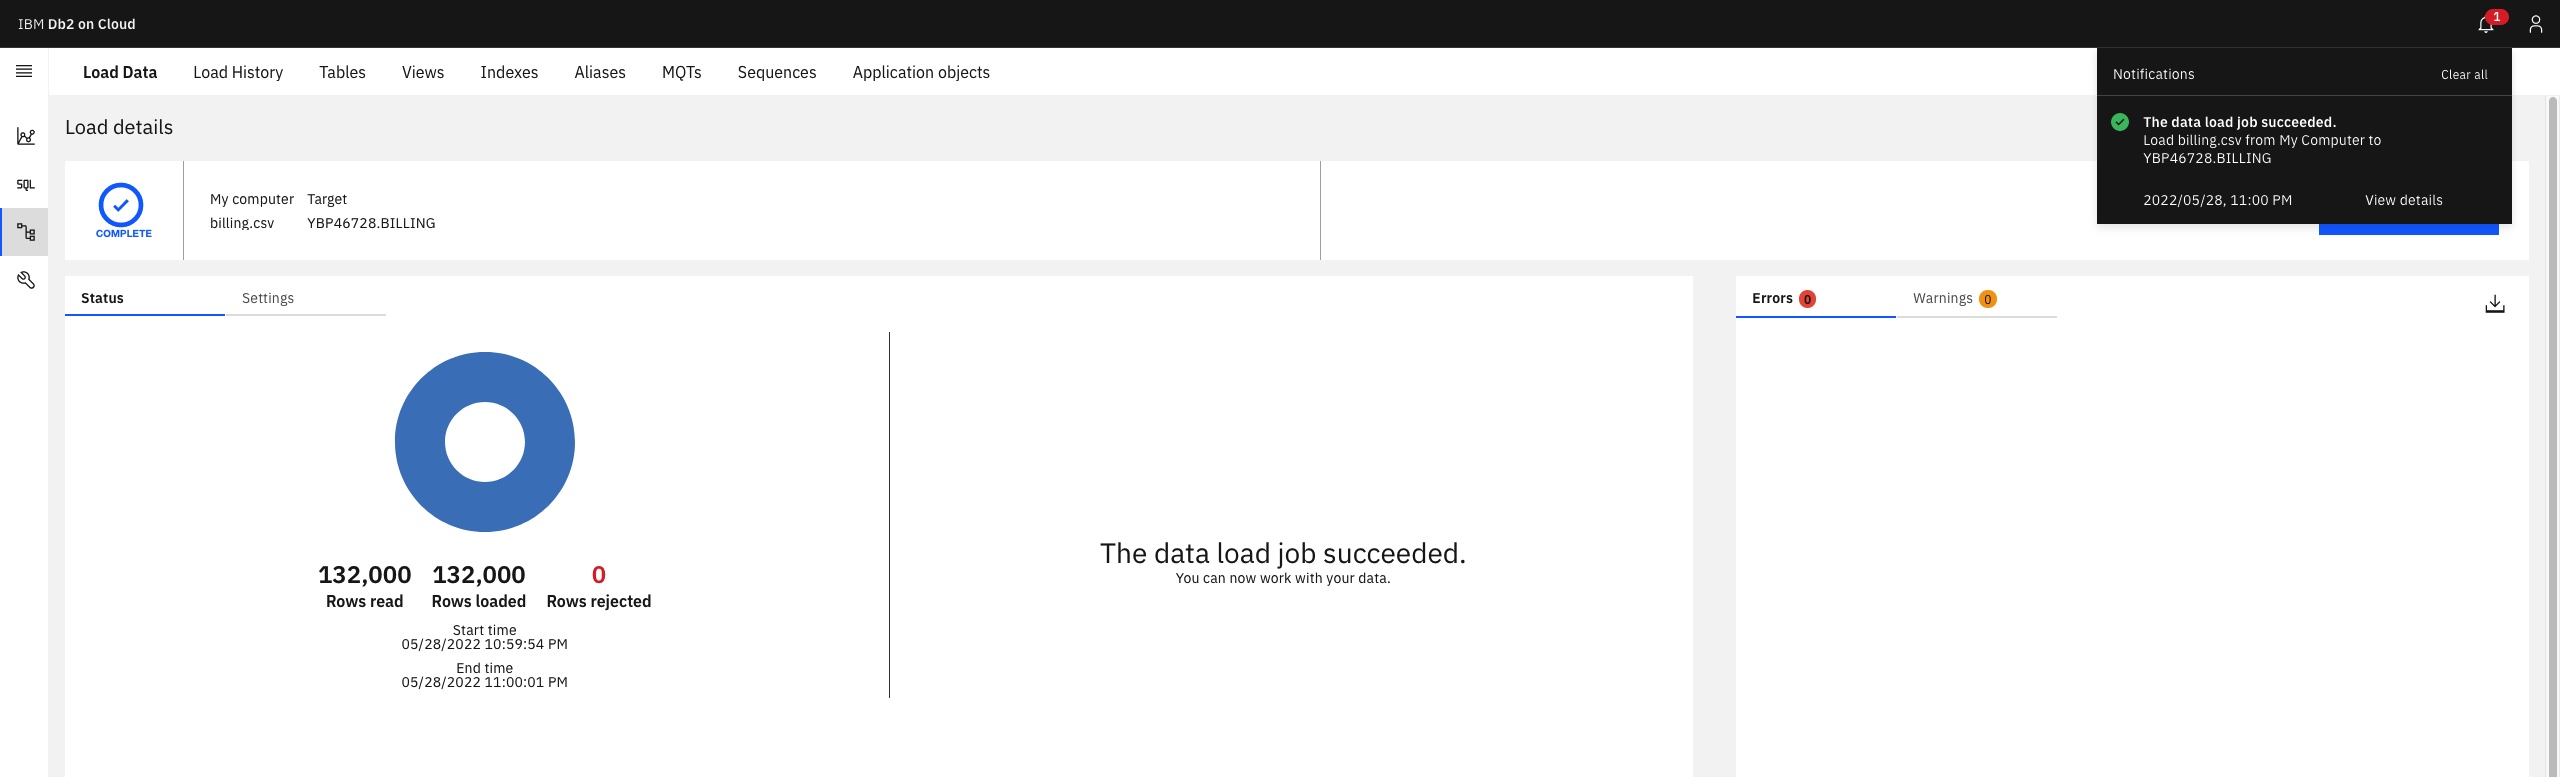 IBM Db2 on Cloud
1
Load Data Load History Tables Views Indexes Aliases MQTs Sequences Application objects
Notifications Clear all
The data load job succeeded.
Load billing.csv from My Computer to
YBP46728.BILLING
2022/05/28, 11:00 PM View details
SQL
Load details
COMPLETE
My computer Target
billing.csv YBP46728.BILLING
Status Settings
132,000 132,000 0
Rows read Rows loaded Rows rejected
Start time
05/28/2022 10:59:54 PM
End time
05/28/2022 11:00:01 PM
The data load job succeeded.
You can now work with your data.
Errors 0 Warnings 0